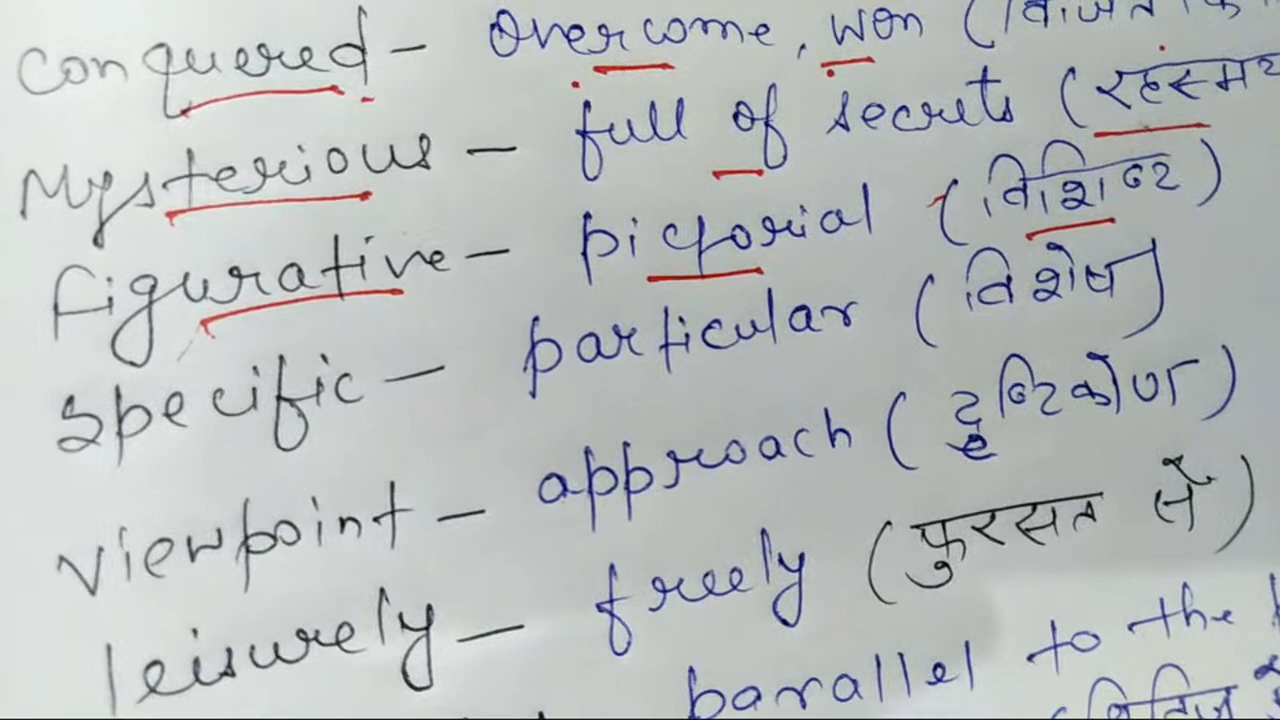 Conquered - Overcome, won (
Mysterious - full of secrets (रहस्मय
Figurative - pictorial (विशिष्ट)
Specific - particular (विशेष)
Viewpoint - approach (दृष्टिकोण)
leisurely - freely (फुरसत से)
parallel to the